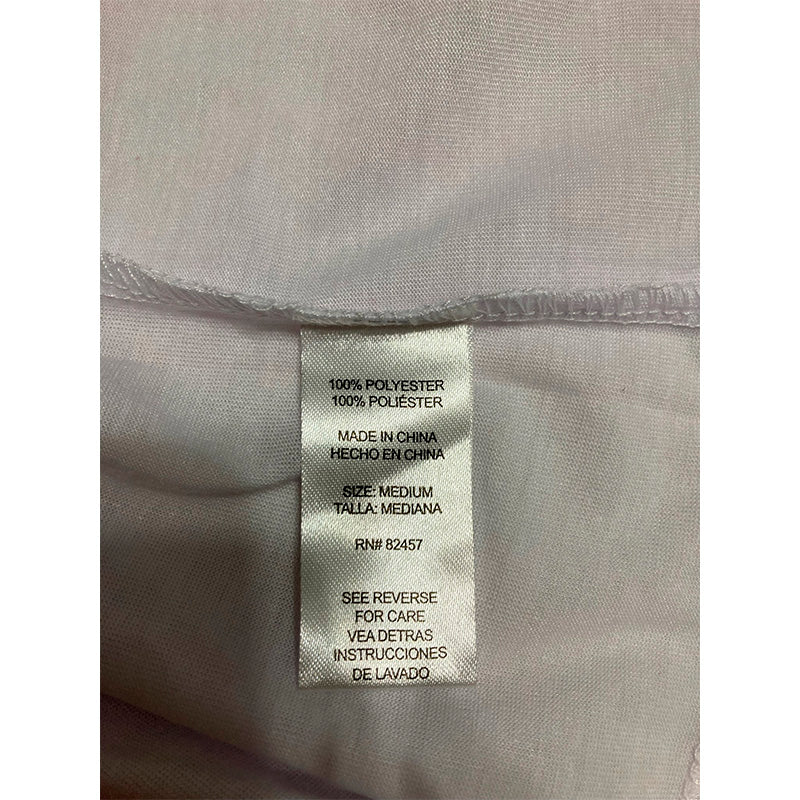 100% POLYESTER
100% POLIÉSTER
MADE IN CHINA
HECHO EN CHINA
SIZE: MEDIUM
TALLA: MEDIANA
RN# 82457
SEE REVERSE
FOR CARE
VEA DETRAS
INSTRUCCIONES
DE LAVADO